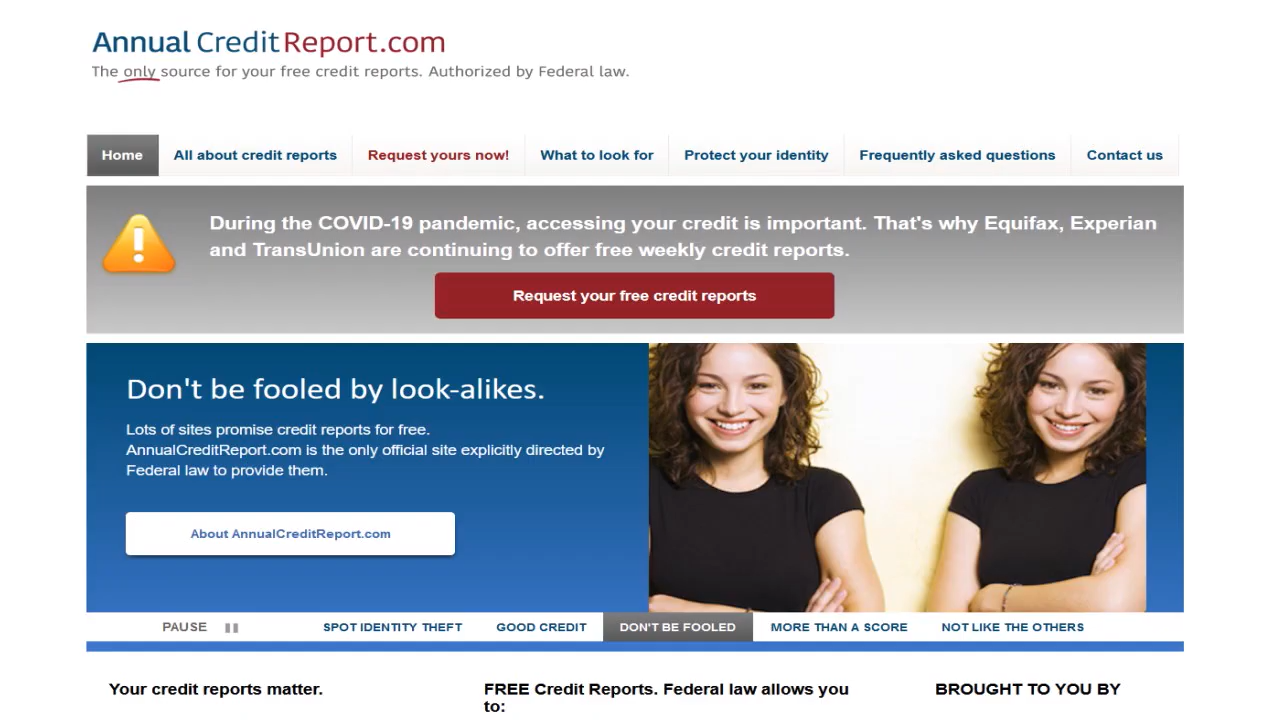 AnnualCreditReport.com
The only source for your free credit reports. Authorized by Federal law.
Home All about credit reports Request yours now! What to look for Protect your identity Frequently asked questions Contact us
During the COVID-19 pandemic, accessing your credit is important. That's why Equifax, Experian
and TransUnion are continuing to offer free weekly credit reports.
Request your free credit reports
Don't be fooled by look-alikes.
Lots of sites promise credit reports for free.
AnnualCreditReport.com is the only official site explicitly directed by
Federal law to provide them.
About AnnualCreditReport.com
PAUSE SPOT IDENTITY THEFT GOOD CREDIT DON'T BE FOOLED MORE THAN A SCORE NOT LIKE THE OTHERS
Your credit reports matter.
FREE Credit Reports. Federal law allows you
to:
BROUGHT TO YOU BY